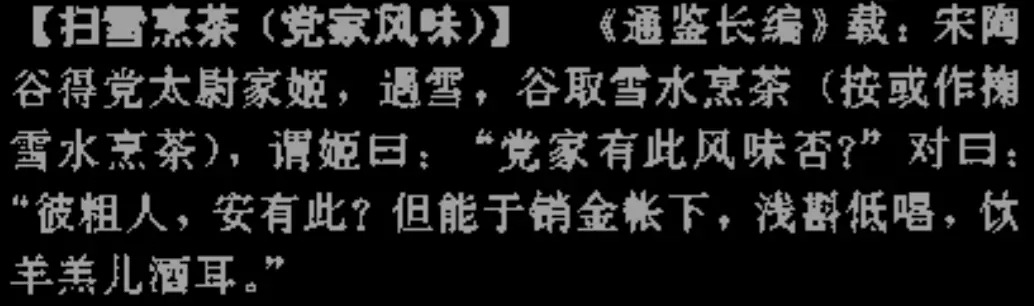 【扫雪烹茶（党家风味）】　《通鉴长编》载：宋陶
谷得党太尉家姬，遇雪，谷取雪水烹茶（按或作掬
雪水烹茶），谓姬曰：“党家有此风味否？”对曰：
“彼粗人，安有此？但能于销金帐下，浅斟低唱，饮
羊羔儿酒耳。”